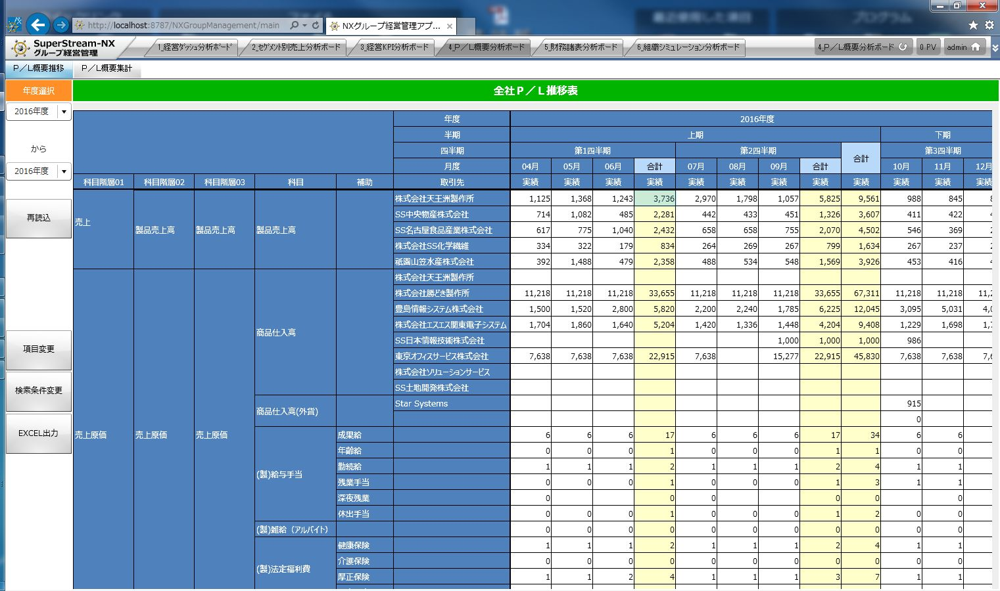 最近使用した項目
プログラム
http://localhost:8787/NXGroupManagement/main
NXグループ経営管理アプ...
SuperStream-NX
グループ経営管理
1_経営ダッシュ分析ボード
2_セグメント別売上分析ボード
3_経営KPI分析ボード
4_P/L概要分析ボード
5_財務諸表分析ボード
6_組織シミュレーション分析ボード
4_P/L概要分析ボード
0 PV
admin
P/L概要推移
P/L概要集計
年度選択
全社P/L推移表
2016年度
から
2016年度
再読込
項目変更
検索条件変更
EXCEL出力
年度 2016年度
半期 上期 下期
四半期 第1四半期 第2四半期 合計 第3四半期
月度 04月 05月 06月 合計 07月 08月 09月 合計 10月 11月 12月
科目階層01 科目階層02 科目階層03 科目 補助 取引先 実績 実績 実績 実績 実績 実績 実績 実績 実績 実績 実績 実績
売上 製品売上高 製品売上高 製品売上高
株式会社天王洲製作所 1,125 1,368 1,243 3,736 2,970 1,798 1,057 5,825 9,561 988 845
SS中央物産株式会社 714 1,082 485 2,281 442 433 451 1,326 3,607 411 422
SS名古屋食品産業株式会社 617 775 1,040 2,432 658 658 755 2,070 4,502 546 369
株式会社SS化学繊維 334 322 179 834 264 269 267 799 1,634 267 237
祇園山笠水産株式会社 392 1,488 479 2,358 488 534 548 1,569 3,926 453 416
売上原価 売上原価 売上原価
商品仕入高
株式会社天王洲製作所
株式会社勝どき製作所 11,218 11,218 11,218 33,655 11,218 11,218 11,218 33,655 67,311 11,218 11,218
豊島情報システム株式会社 1,500 1,520 2,800 5,820 2,200 2,240 1,785 6,225 12,045 3,095 5,031
株式会社エスエス関東電子システム 1,704 1,860 1,640 5,204 1,420 1,336 1,448 4,204 9,408 1,229 1,698
SS日本情報技術株式会社 1,000 1,000 1,000 986
東京オフィスサービス株式会社 7,638 7,638 7,638 22,915 7,638 15,277 22,915 45,830 7,638 7,638
株式会社ソリューションサービス
SS土地開発株式会社
商品仕入高(外貨)
Star Systems 915
0
(製)給与手当
成果給 6 6 6 17 6 6 6 17 34 6 6
年齢給 0 0 0 1 0 0 0 1 1 0 0
勤続給 1 1 1 2 1 1 1 2 4 1 1
残業手当 0 0 0 1 0 0 0 1 3 1 1
深夜残業 0 0 0 0 0
休出手当 0 0 0 1 0 0 0 1 2 0 0
(製)雑給(アルバイト) 0 0 0 0 0 0 0 0 0 0 0
(製)法定福利費
健康保険 1 1 1 2 1 1 1 2 4 1 1
介護保険 0 0 0 0 0 0 0 0 0 0 0
厚正保険 1 1 2 4 1 1 1 3 7 1 1